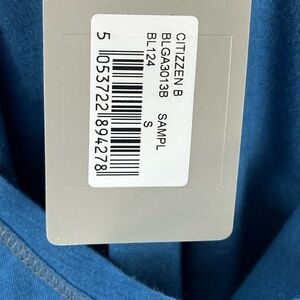 CITIZZEN B
BLGA3013B SAMPL
BL124
S
5 053722 894278